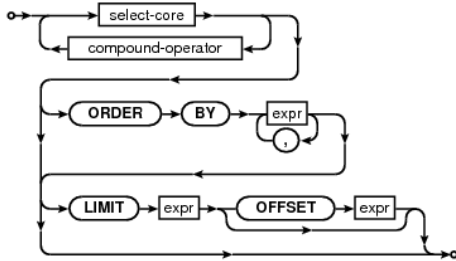 select-core
compound-operator
ORDER BY expr
,
LIMIT expr OFFSET expr